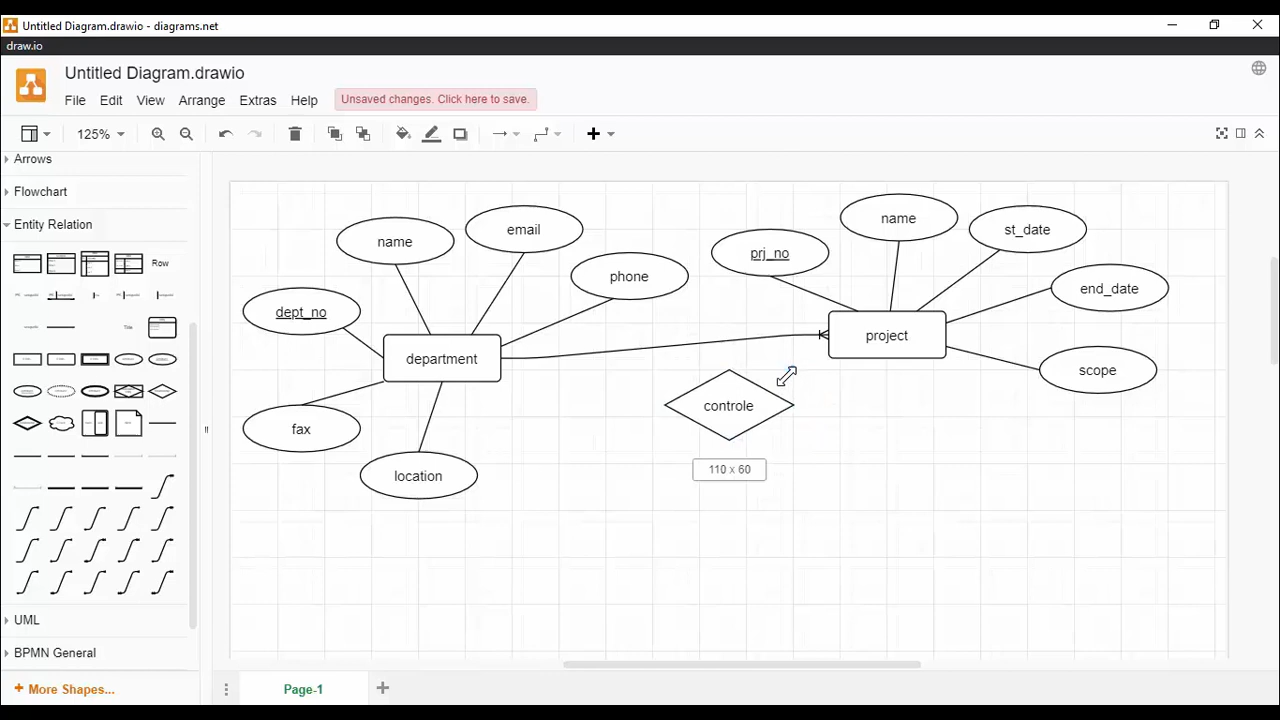 Untitled Diagram.drawio - diagrams.net
draw.io
Untitled Diagram.drawio
File Edit View Arrange Extras Help
Unsaved changes. Click here to save.
125%
Arrows
Flowchart
Entity Relation
Row
Title
UML
BPMN General
+ More Shapes...
name
email
phone
dept_no
department
fax
location
prj_no
name
st_date
end_date
project
scope
controle
110 x 60
Page-1